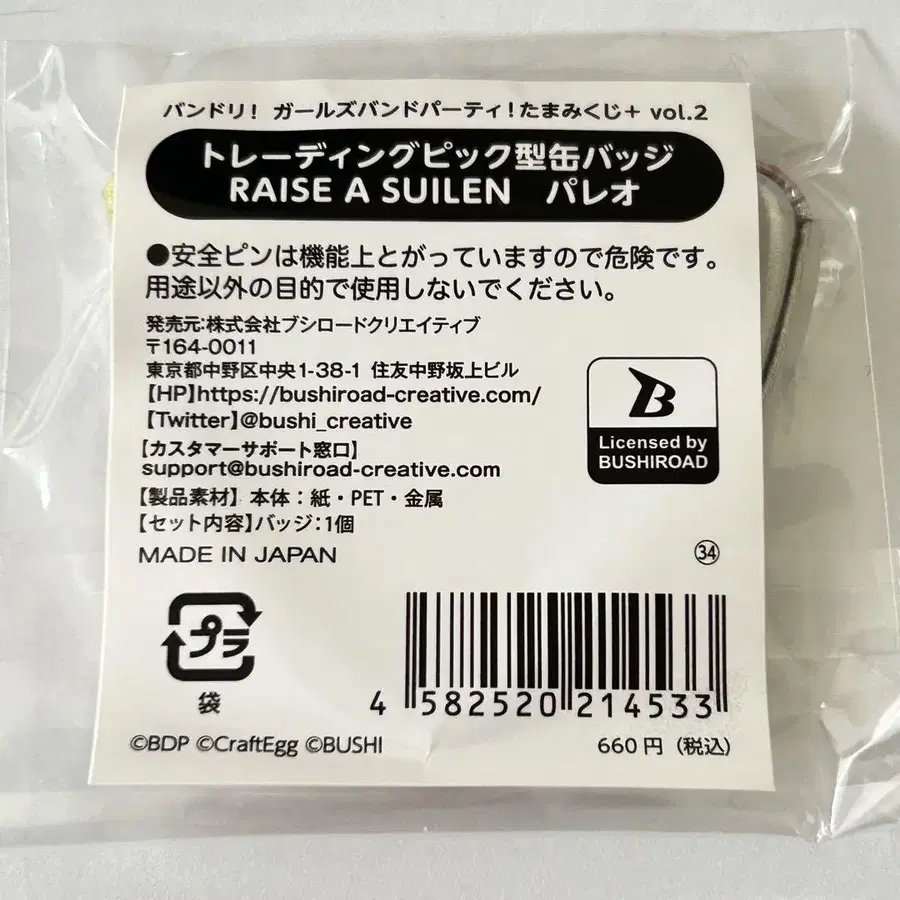 バンドリ！ ガールズバンドパーティ！たまみくじ＋ vol.2
トレーディングピック型缶バッジ
RAISE A SUILEN　パレオ
●安全ピンは機能上とがっていますので危険です。
用途以外の目的で使用しないでください。
発売元:株式会社ブシロードクリエイティブ
〒164-0011
東京都中野区中央1-38-1 住友中野坂上ビル
【HP】https://bushiroad-creative.com/
【Twitter】@bushi_creative
【カスタマーサポート窓口】
support@bushiroad-creative.com
B
Licensed by
BUSHIROAD
【製品素材】 本体：紙・PET・金属
【セット内容】バッジ：1個
MADE IN JAPAN
㉞
プラ
袋
4 582520 214533
©BDP ©CraftEgg ©BUSHI
660円（税込）